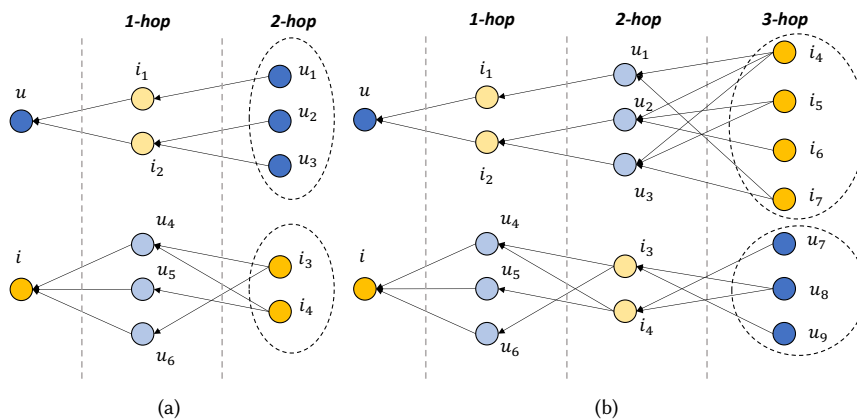 1-hop 2-hop 1-hop 2-hop 3-hop
u i₁ u₁ u₂ i₂ u₃
u i₁ i₂ u₁ u₂ u₃ i₄ i₅ i₆ i₇
i u₄ u₅ u₆ i₃ i₄
i u₄ u₅ u₆ i₃ i₄ u₇ u₈ u₉
(a) (b)